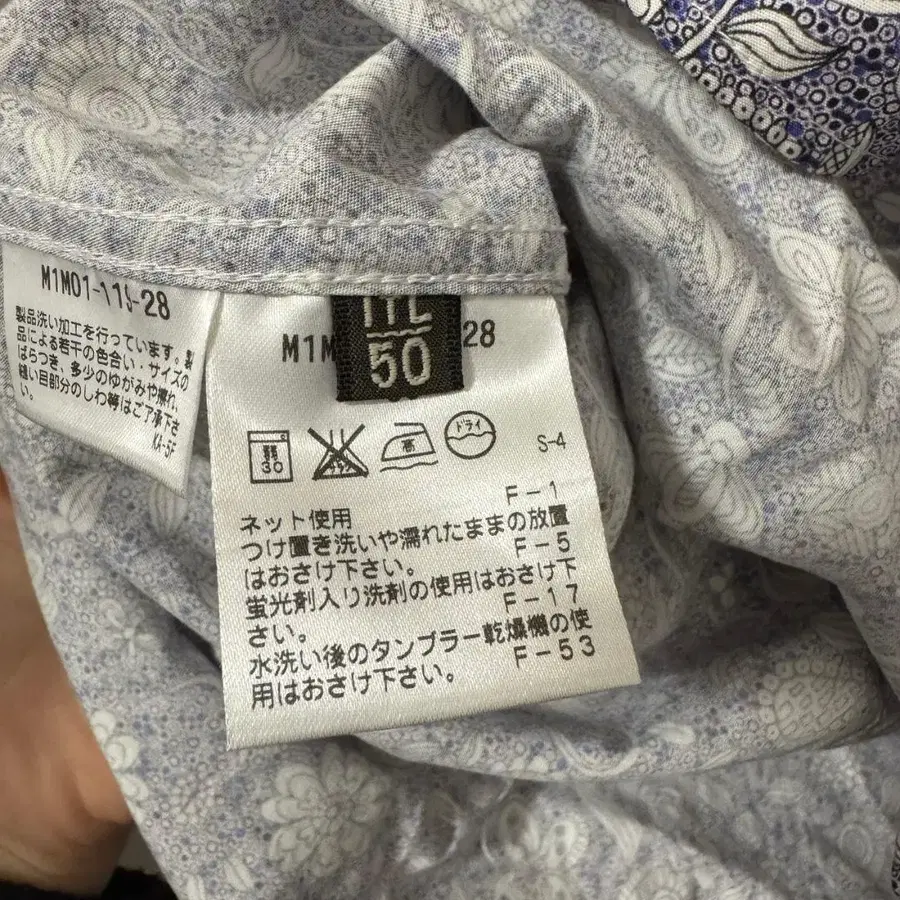 M1M01-119-28
製品洗い加工を行っています。製
品による若干の色合い・サイズの
ばらつき、多少のゆがみや擦れ、
縫い目部分のしわ等はご了承下さ
い。
KA-5F
M1M
28
50
弱
30
高
ドライ
S-4
F-1
ネット使用
つけ置き洗いや濡れたままの放置
F-5
はおさけ下さい。
蛍光剤入り洗剤の使用はおさけ下
F-17
さい。
水洗い後のタンブラー乾燥機の使
F-53
用はおさけ下さい。